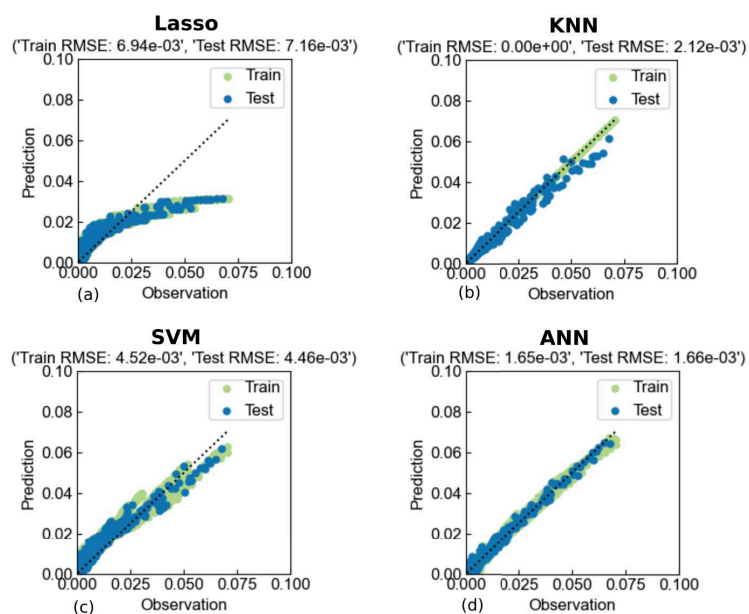 Lasso
('Train RMSE: 6.94e-03', 'Test RMSE: 7.16e-03')
0.10
0.08
0.06
0.04
0.02
0.00
Prediction
Train
Test
0.000 0.025 0.050 0.075 0.100
(a)
Observation
KNN
('Train RMSE: 0.00e+00', 'Test RMSE: 2.12e-03')
0.10
0.08
0.06
0.04
0.02
0.00
Prediction
Train
Test
0.000 0.025 0.050 0.075 0.100
(b)
Observation
SVM
('Train RMSE: 4.52e-03', 'Test RMSE: 4.46e-03')
0.10
0.08
0.06
0.04
0.02
0.00
Prediction
Train
Test
0.000 0.025 0.050 0.075 0.100
(c)
Observation
ANN
('Train RMSE: 1.65e-03', 'Test RMSE: 1.66e-03')
0.10
0.08
0.06
0.04
0.02
0.00
Prediction
Train
Test
0.000 0.025 0.050 0.075 0.100
(d)
Observation